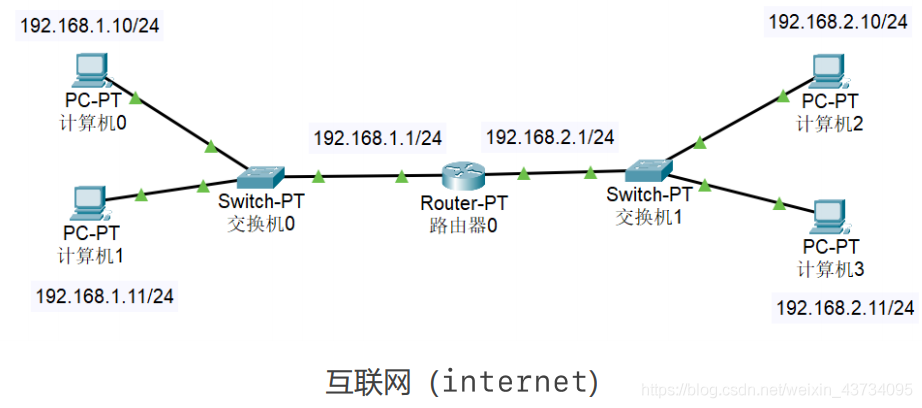 192.168.1.10/24
192.168.2.10/24
PC-PT
计算机0
PC-PT
计算机2
192.168.1.1/24
192.168.2.1/24
Switch-PT
交换机0
Router-PT
路由器0
Switch-PT
交换机1
PC-PT
计算机1
PC-PT
计算机3
192.168.1.11/24
192.168.2.11/24
互联网（internet）
https://blog.csdn.net/weixin_43734095